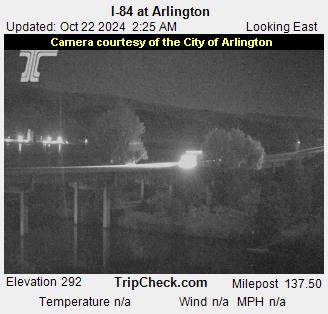 I-84 at Arlington
Updated: Oct 22 2024 2:25 AM Looking East
Camera courtesy of the City of Arlington
Elevation 292 TripCheck.com Milepost 137.50
Temperature n/a Wind n/a MPH n/a